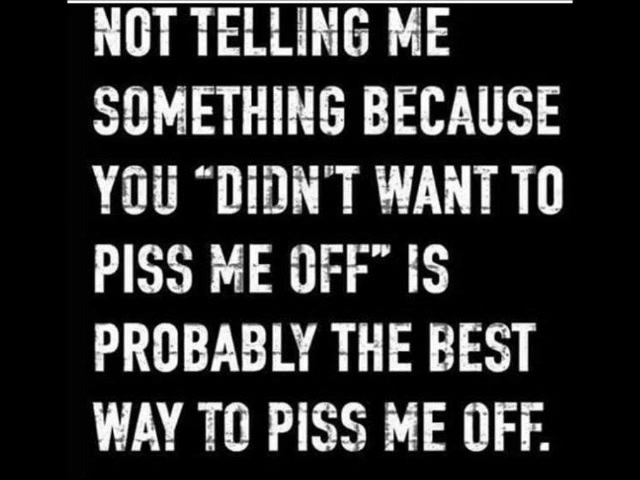 NOT TELLING ME
SOMETHING BECAUSE
YOU “DIDN'T WANT TO
PISS ME OFF” IS
PROBABLY THE BEST
WAY TO PISS ME OFF.